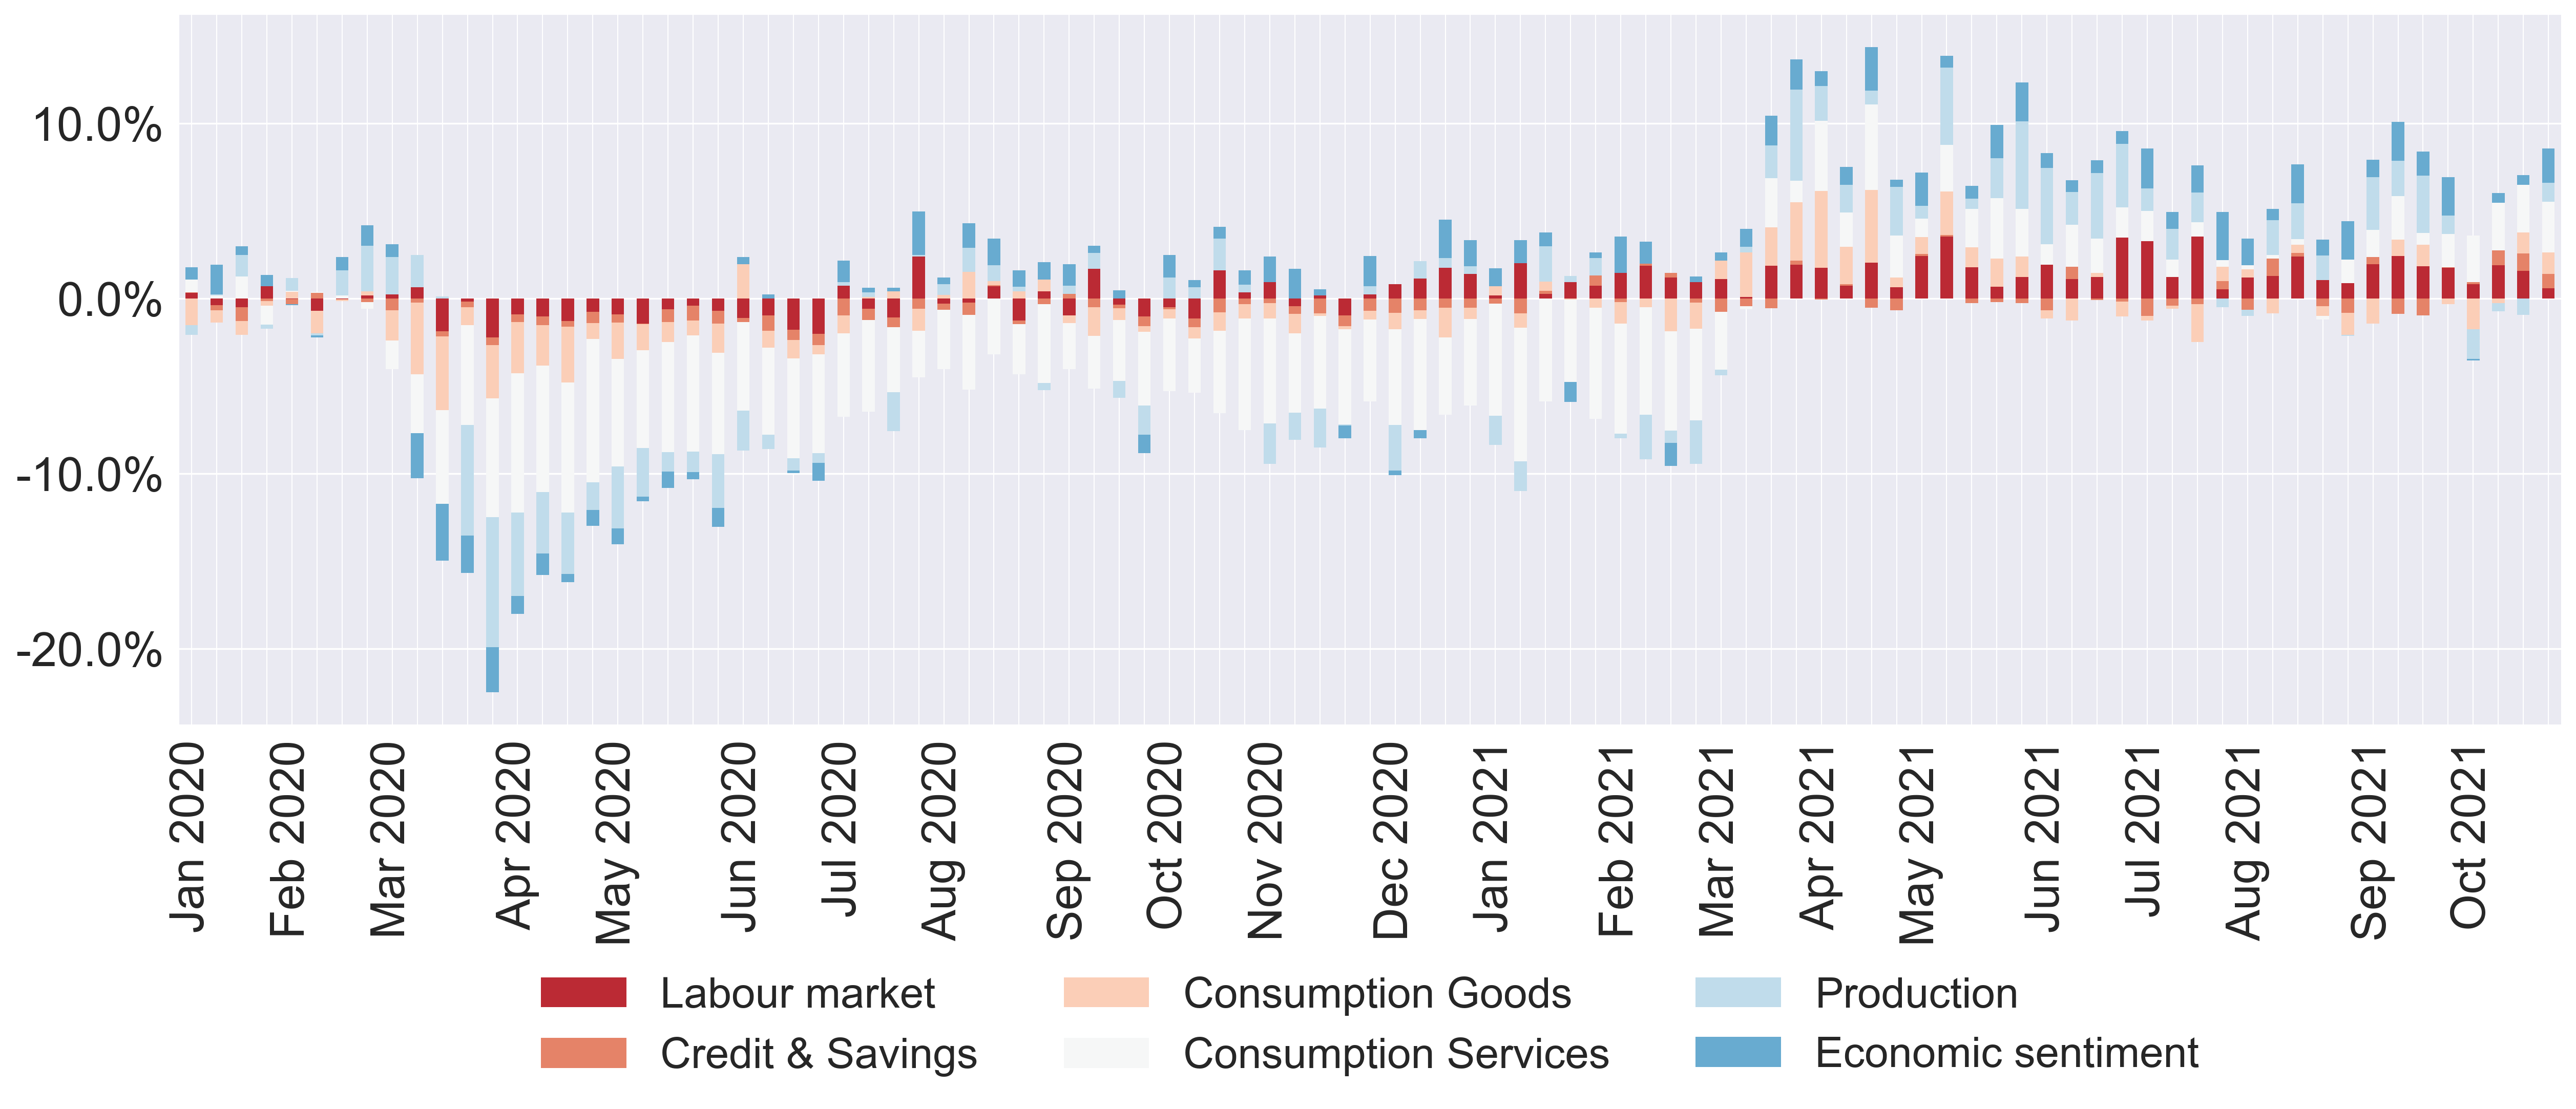 10.0%
0.0%
-10.0%
-20.0%
Jan 2020
Feb 2020
Mar 2020
Apr 2020
May 2020
Jun 2020
Jul 2020
Aug 2020
Sep 2020
Oct 2020
Nov 2020
Dec 2020
Jan 2021
Feb 2021
Mar 2021
Apr 2021
May 2021
Jun 2021
Jul 2021
Aug 2021
Sep 2021
Oct 2021
Labour market
Credit & Savings
Consumption Goods
Consumption Services
Production
Economic sentiment